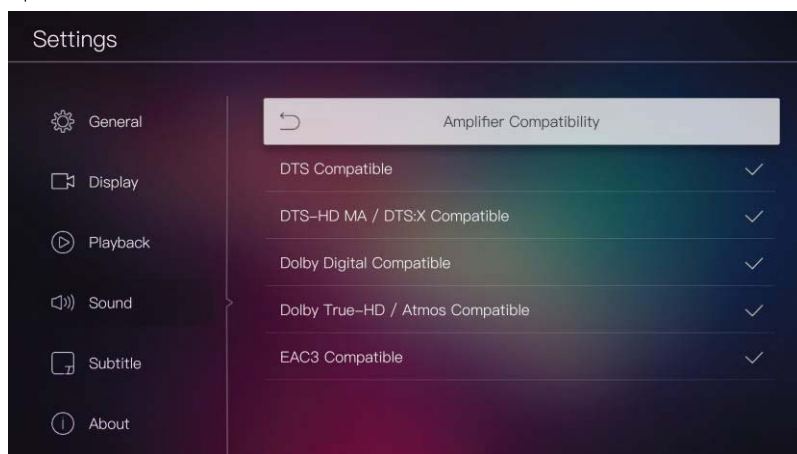 Settings
General
Display
Playback
Sound
Subtitle
About
Amplifier Compatibility
DTS Compatible
DTS-HD MA / DTS:X Compatible
Dolby Digital Compatible
Dolby True-HD / Atmos Compatible
EAC3 Compatible